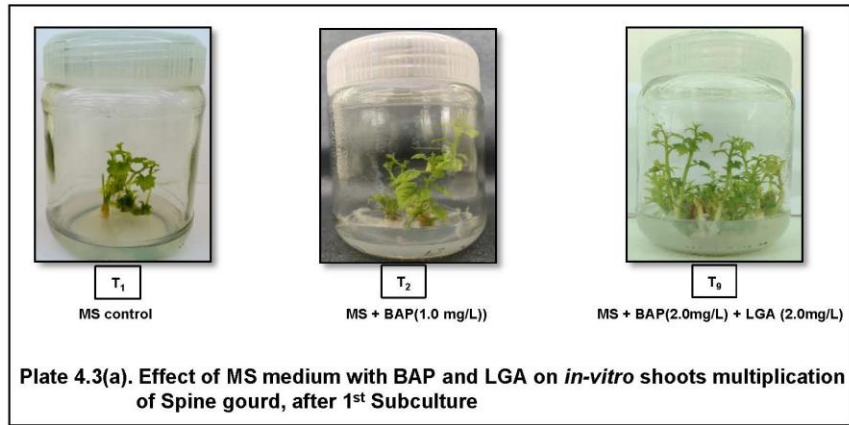 T₁ T₂ T₉
MS control MS + BAP(1.0 mg/L)) MS + BAP(2.0mg/L) + LGA (2.0mg/L)
Plate 4.3(a). Effect of MS medium with BAP and LGA on in-vitro shoots multiplication
of Spine gourd, after 1ˢᵗ Subculture